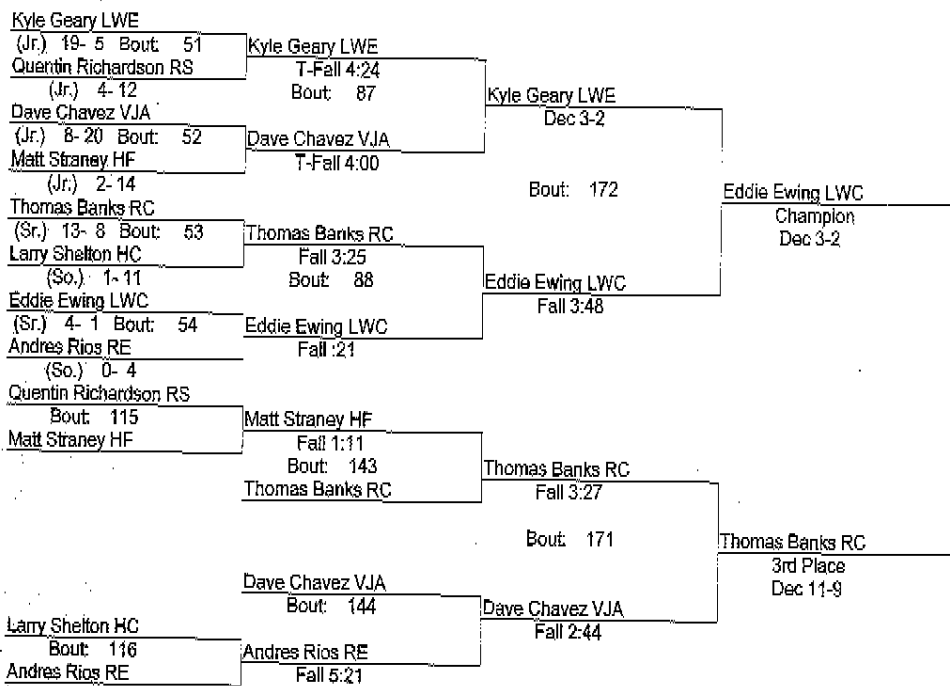 Kyle Geary LWE
(Jr.) 19- 5 Bout: 51
Quentin Richardson RS
(Jr.) 4- 12
Dave Chavez VJA
(Jr.) 8- 20 Bout: 52
Matt Straney HF
(Jr.) 2- 14
Thomas Banks RC
(Sr.) 13- 8 Bout: 53
Larry Shelton HC
(So.) 1- 11
Eddie Ewing LWC
(Sr.) 4- 1 Bout: 54
Andres Rios RE
(So.) 0- 4
Kyle Geary LWE
T-Fall 4:24
Bout: 87
Dave Chavez VJA
T-Fall 4:00
Thomas Banks RC
Fall 3:25
Bout: 88
Eddie Ewing LWC
Fall :21
Kyle Geary LWE
Dec 3-2
Bout: 172
Eddie Ewing LWC
Fall 3:48
Eddie Ewing LWC
Champion
Dec 3-2
Quentin Richardson RS
Bout: 115
Matt Straney HF
Matt Straney HF
Fall 1:11
Bout: 143
Thomas Banks RC
Thomas Banks RC
Fall 3:27
Bout: 171
Thomas Banks RC
3rd Place
Dec 11-9
Dave Chavez VJA
Bout: 144
Dave Chavez VJA
Fall 2:44
Larry Shelton HC
Bout: 116
Andres Rios RE
Andres Rios RE
Fall 5:21